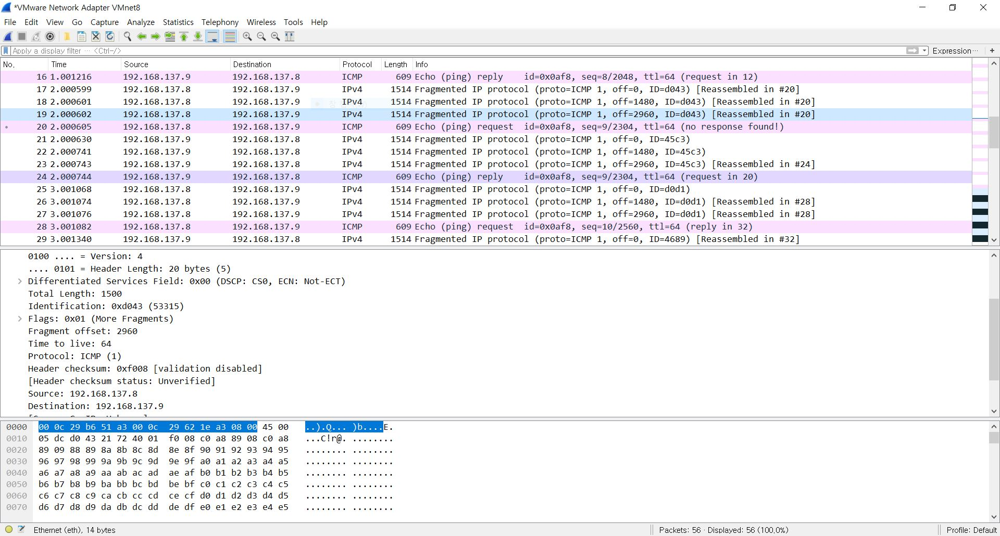 *VMware Network Adapter VMnet8
File Edit View Go Capture Analyze Statistics Telephony Wireless Tools Help
Apply a display filter ··· <Ctrl-/> Expression··· +
No. Time Source Destination Protocol Length Info
16 1.001216 192.168.137.9 192.168.137.8 ICMP 609 Echo (ping) reply id=0x0af8, seq=8/2048, ttl=64 (request in 12)
17 2.000599 192.168.137.8 192.168.137.9 IPv4 1514 Fragmented IP protocol (proto=ICMP 1, off=0, ID=d043) [Reassembled in #20]
18 2.000601 192.168.137.8 192.168.137.9 IPv4 1514 Fragmented IP protocol (proto=ICMP 1, off=1480, ID=d043) [Reassembled in #20]
19 2.000602 192.168.137.8 192.168.137.9 IPv4 1514 Fragmented IP protocol (proto=ICMP 1, off=2960, ID=d043) [Reassembled in #20]
20 2.000605 192.168.137.8 192.168.137.9 ICMP 609 Echo (ping) request id=0x0af8, seq=9/2304, ttl=64 (no response found!)
21 2.000630 192.168.137.9 192.168.137.8 IPv4 1514 Fragmented IP protocol (proto=ICMP 1, off=0, ID=45c3)
22 2.000741 192.168.137.9 192.168.137.8 IPv4 1514 Fragmented IP protocol (proto=ICMP 1, off=1480, ID=45c3)
23 2.000743 192.168.137.9 192.168.137.8 IPv4 1514 Fragmented IP protocol (proto=ICMP 1, off=2960, ID=45c3) [Reassembled in #24]
24 2.000744 192.168.137.9 192.168.137.8 ICMP 609 Echo (ping) reply id=0x0af8, seq=9/2304, ttl=64 (request in 20)
25 3.001068 192.168.137.8 192.168.137.9 IPv4 1514 Fragmented IP protocol (proto=ICMP 1, off=0, ID=d0d1)
26 3.001074 192.168.137.8 192.168.137.9 IPv4 1514 Fragmented IP protocol (proto=ICMP 1, off=1480, ID=d0d1) [Reassembled in #28]
27 3.001076 192.168.137.8 192.168.137.9 IPv4 1514 Fragmented IP protocol (proto=ICMP 1, off=2960, ID=d0d1) [Reassembled in #28]
28 3.001082 192.168.137.8 192.168.137.9 ICMP 609 Echo (ping) request id=0x0af8, seq=10/2560, ttl=64 (reply in 32)
29 3.001340 192.168.137.9 192.168.137.8 IPv4 1514 Fragmented IP protocol (proto=ICMP 1, off=0, ID=4689) [Reassembled in #32]
0100 .... = Version: 4
.... 0101 = Header Length: 20 bytes (5)
Differentiated Services Field: 0x00 (DSCP: CS0, ECN: Not-ECT)
Total Length: 1500
Identification: 0xd043 (53315)
Flags: 0x01 (More Fragments)
Fragment offset: 2960
Time to live: 64
Protocol: ICMP (1)
Header checksum: 0xf008 [validation disabled]
[Header checksum status: Unverified]
Source: 192.168.137.8
Destination: 192.168.137.9
0000 00 0c 29 b6 51 a3 00 0c 29 62 1e a3 08 00 45 00 ..).Q... )b....E.
0010 05 dc d0 43 21 72 40 01 f0 08 c0 a8 89 08 c0 a8 ...C!r@. ........
0020 89 09 88 89 8a 8b 8c 8d 8e 8f 90 91 92 93 94 95 ........ ........
0030 96 97 98 99 9a 9b 9c 9d 9e 9f a0 a1 a2 a3 a4 a5 ........ ........
0040 a6 a7 a8 a9 aa ab ac ad ae af b0 b1 b2 b3 b4 b5 ........ ........
0050 b6 b7 b8 b9 ba bb bc bd be bf c0 c1 c2 c3 c4 c5 ........ ........
0060 c6 c7 c8 c9 ca cb cc cd ce cf d0 d1 d2 d3 d4 d5 ........ ........
0070 d6 d7 d8 d9 da db dc dd de df e0 e1 e2 e3 e4 e5 ........ ........
Ethernet (eth), 14 bytes Packets: 56 · Displayed: 56 (100.0%) Profile: Default